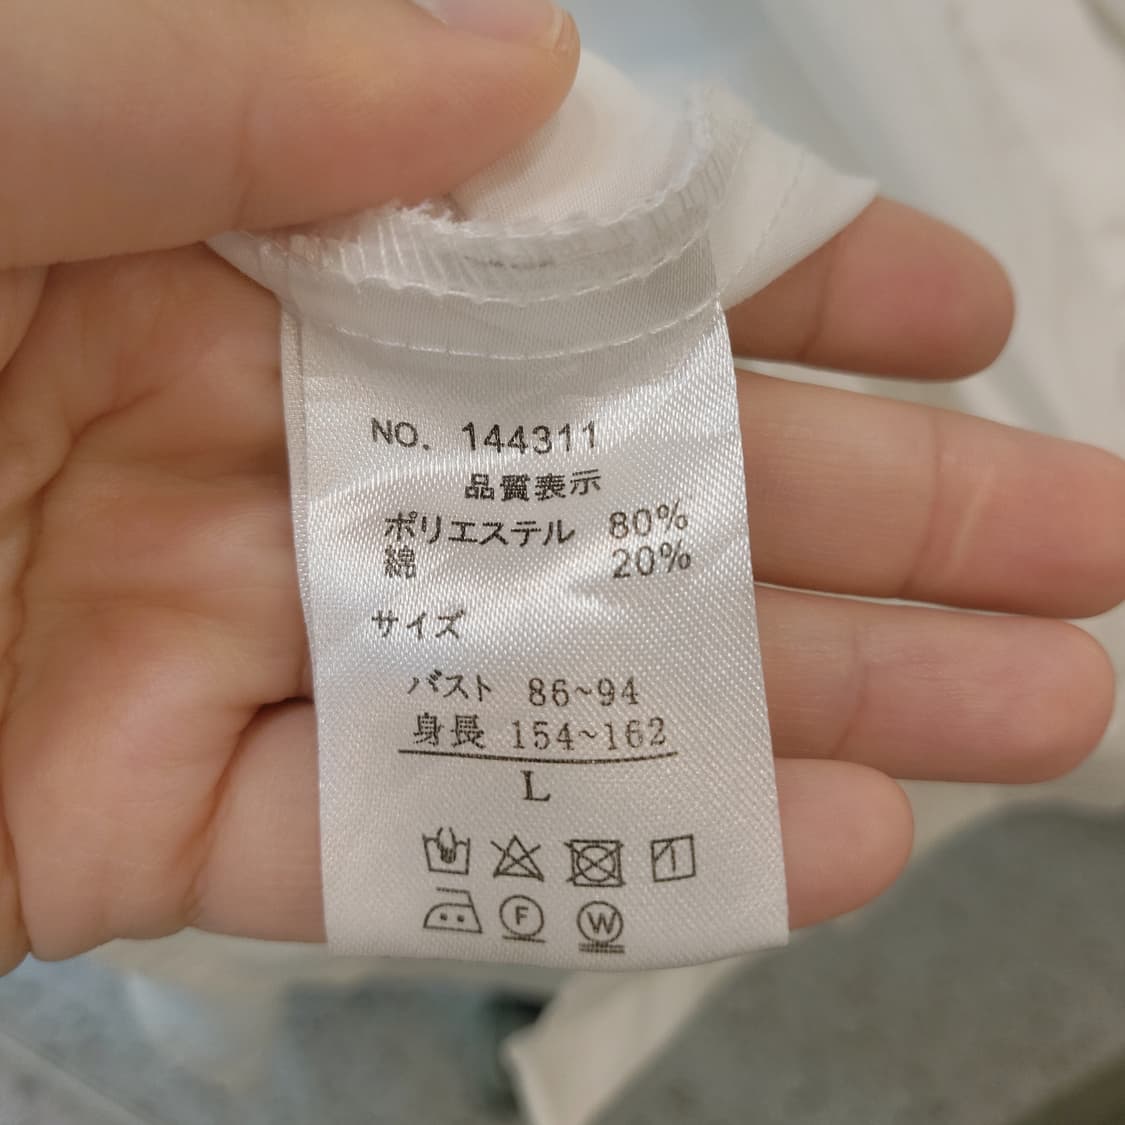 NO. 144311
品質表示
ポリエステル 80%
綿 20%
サイズ
バスト 86~94
身長 154~162
L
F W